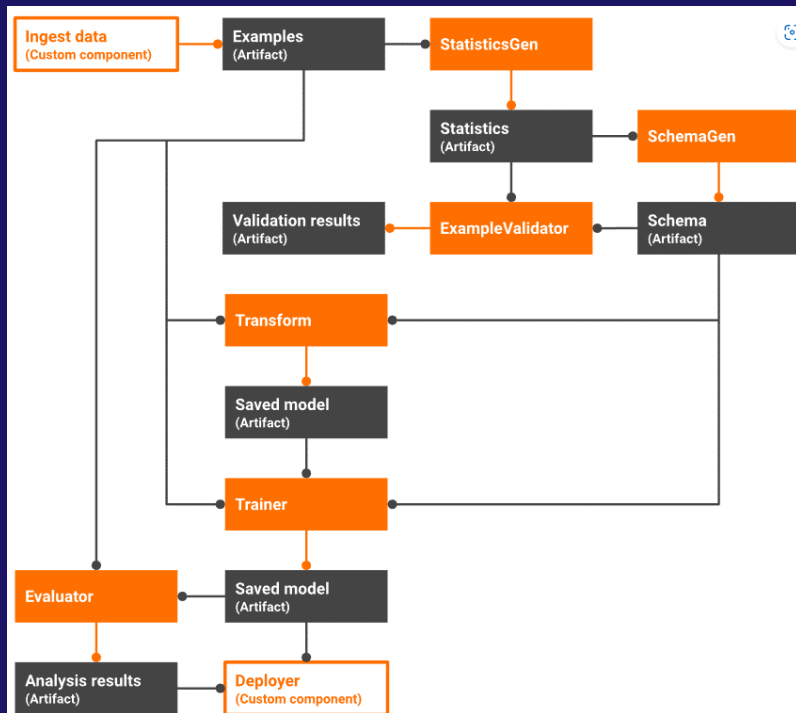 Ingest data
(Custom component)
Examples
(Artifact)
StatisticsGen
Statistics
(Artifact)
SchemaGen
Validation results
(Artifact)
ExampleValidator
Schema
(Artifact)
Transform
Saved model
(Artifact)
Trainer
Evaluator
Saved model
(Artifact)
Analysis results
(Artifact)
Deployer
(Custom component)